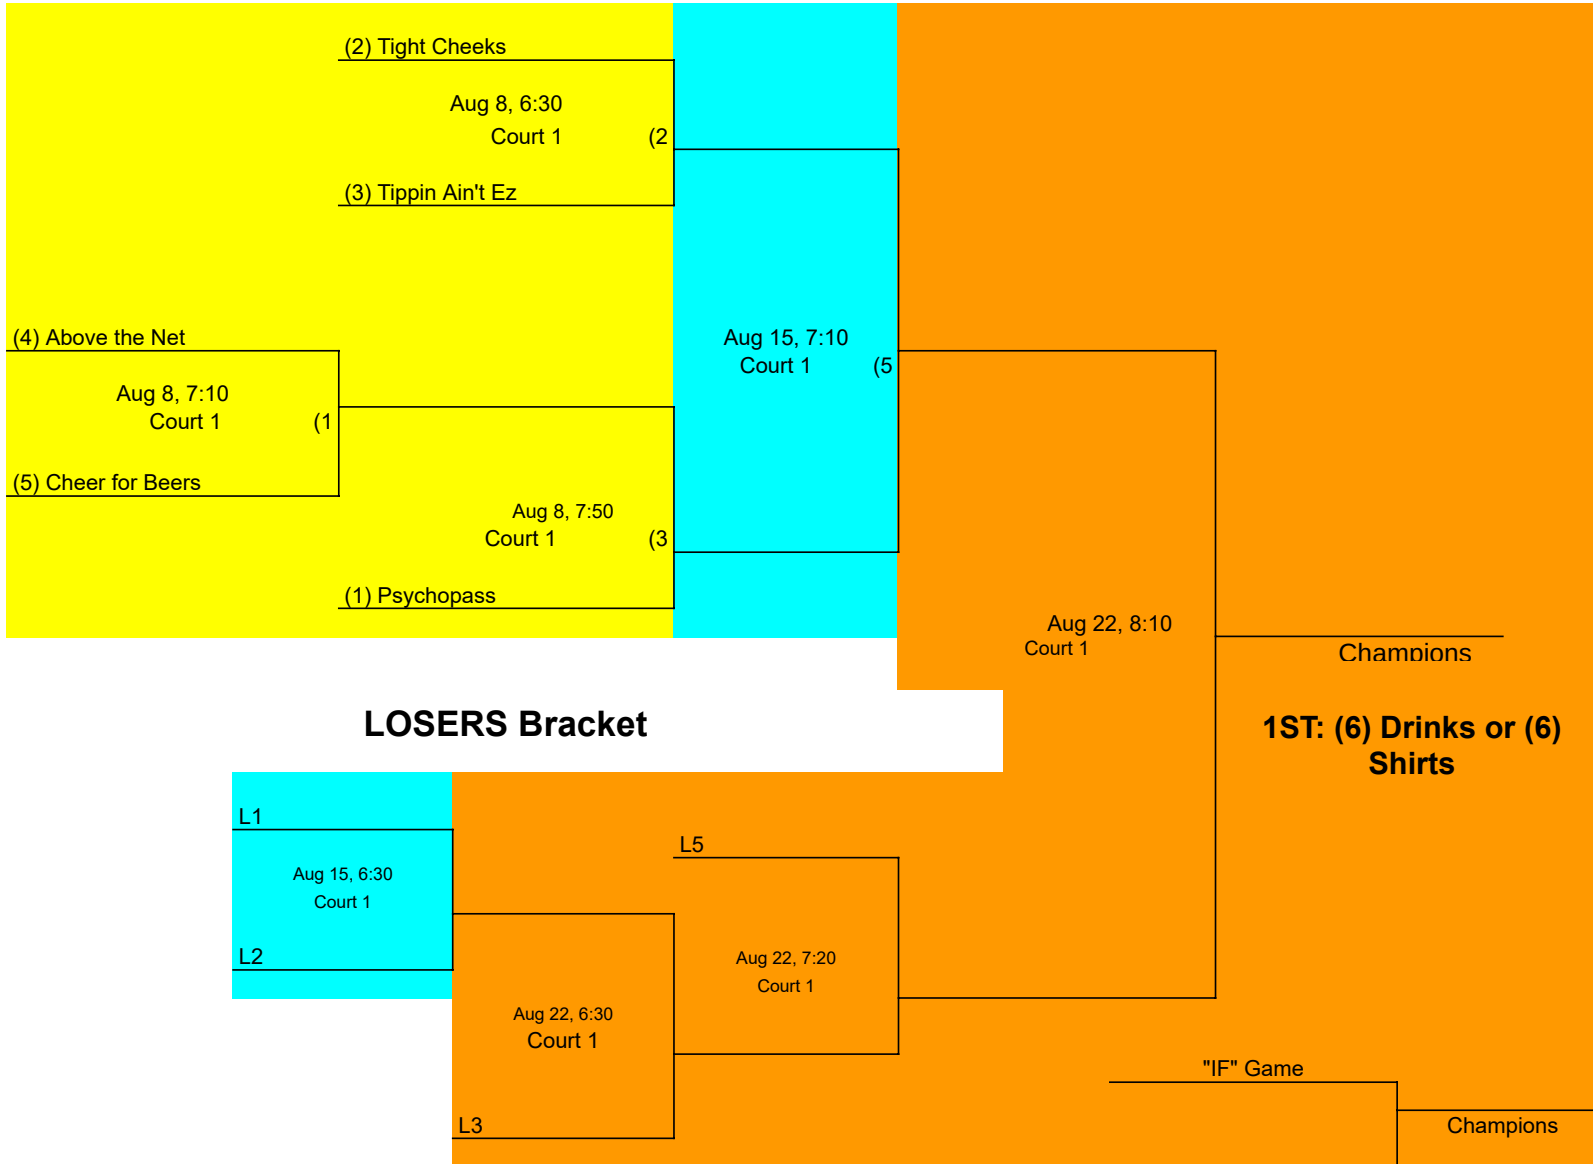 (2) Tight Cheeks
Aug 8, 6:30
Court 1 (2
(3) Tippin Ain't Ez
(4) Above the Net
Aug 8, 7:10
Court 1 (1
(5) Cheer for Beers
Aug 8, 7:50
Court 1 (3
(1) Psychopass
Aug 15, 7:10
Court 1 (5
Aug 22, 8:10
Court 1
Champions
LOSERS Bracket
1ST: (6) Drinks or (6)
Shirts
L1
Aug 15, 6:30
Court 1
L2
L5
Aug 22, 7:20
Court 1
Aug 22, 6:30
Court 1
L3
"IF" Game
Champions